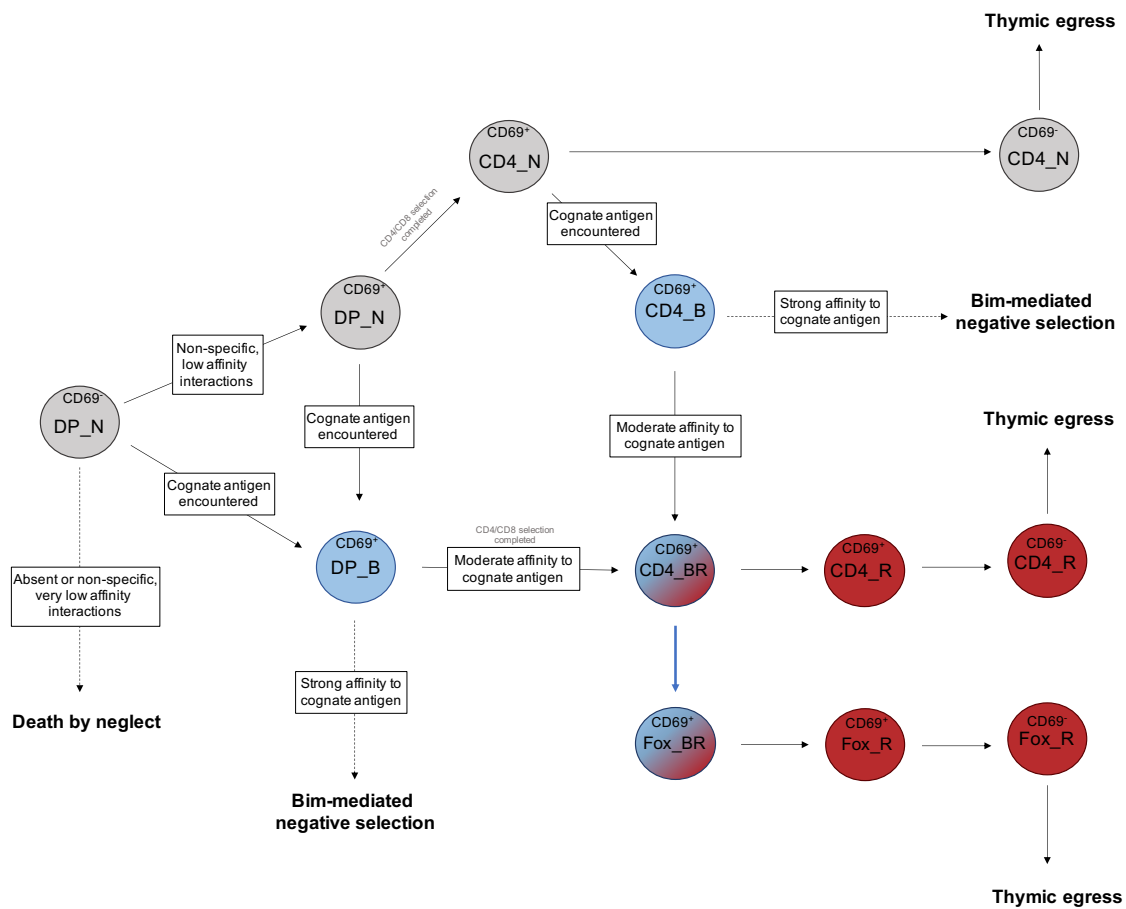 Thymic egress
CD69+
CD4_N
CD69-
CD4_N
CD4/CD8 selection
completed
Cognate antigen
encountered
CD69+
DP_N
CD69+
CD4_B
Strong affinity to
cognate antigen
Bim-mediated
negative selection
Non-specific,
low affinity
interactions
CD69-
DP_N
Cognate antigen
encountered
Moderate affinity to
cognate antigen
Thymic egress
Cognate antigen
encountered
CD69+
DP_B
CD4/CD8 selection
completed
Moderate affinity to
cognate antigen
CD69+
CD4_BR
CD69+
CD4_R
CD69-
CD4_R
Absent or non-specific,
very low affinity
interactions
Strong affinity to
cognate antigen
Death by neglect
CD69+
Fox_BR
CD69+
Fox_R
CD69-
Fox_R
Bim-mediated
negative selection
Thymic egress